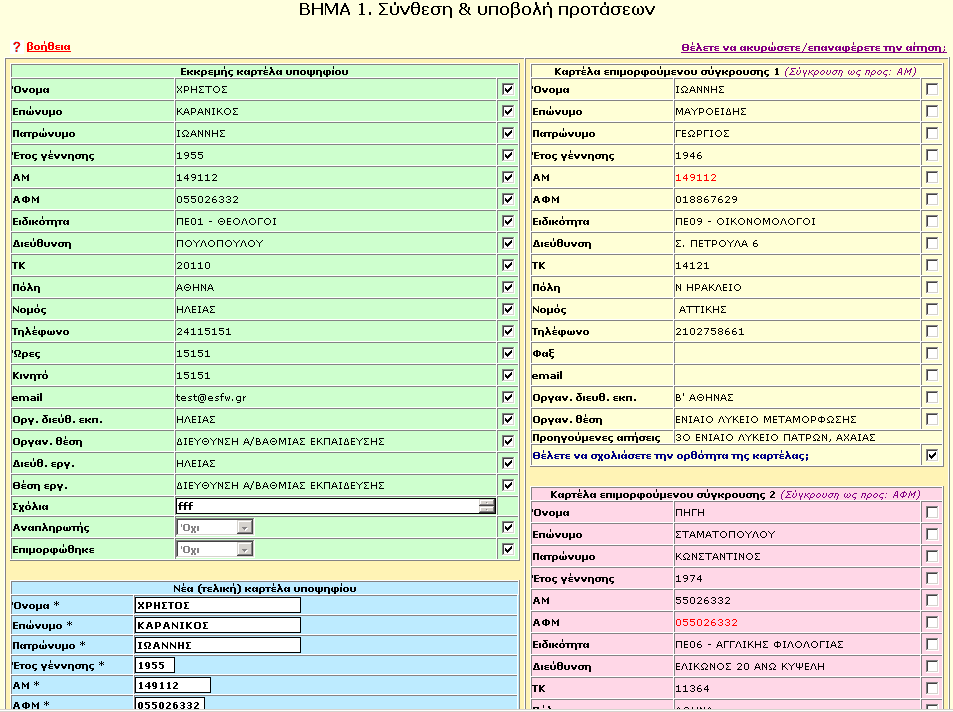 ΒΗΜΑ 1. Σύνθεση & υποβολή προτάσεων
? βοήθεια
Θέλετε να ακυρώσετε/επαναφέρετε την αίτηση;
Εκκρεμής καρτέλα υποψηφίου
Όνομα ΧΡΗΣΤΟΣ
Επώνυμο ΚΑΡΑΝΙΚΟΣ
Πατρώνυμο ΙΩΑΝΝΗΣ
Έτος γέννησης 1955
ΑΜ 149112
ΑΦΜ 055026332
Ειδικότητα ΠΕ01 - ΘΕΟΛΟΓΟΙ
Διεύθυνση ΠΟΥΛΟΠΟΥΛΟΥ
ΤΚ 20110
Πόλη ΑΘΗΝΑ
Νομός ΗΛΕΙΑΣ
Τηλέφωνο 24115151
Ώρες 15151
Κινητό 15151
email test@esfw.gr
Οργ. διεύθ. εκπ. ΗΛΕΙΑΣ
Οργαν. θέση ΔΙΕΥΘΥΝΣΗ Α/ΒΑΘΜΙΑΣ ΕΚΠΑΙΔΕΥΣΗΣ
Διεύθ. εργ. ΗΛΕΙΑΣ
Θέση εργ. ΔΙΕΥΘΥΝΣΗ Α/ΒΑΘΜΙΑΣ ΕΚΠΑΙΔΕΥΣΗΣ
Σχόλια fff
Αναπληρωτής Όχι
Επιμορφώθηκε Όχι
Νέα (τελική) καρτέλα υποψηφίου
Όνομα * ΧΡΗΣΤΟΣ
Επώνυμο * ΚΑΡΑΝΙΚΟΣ
Πατρώνυμο * ΙΩΑΝΝΗΣ
Έτος γέννησης * 1955
ΑΜ * 149112
ΑΦΜ * 055026332
Καρτέλα επιμορφούμενου σύγκρουσης 1 (Σύγκρουση ως προς: ΑΜ)
Όνομα ΙΩΑΝΝΗΣ
Επώνυμο ΜΑΥΡΟΕΙΔΗΣ
Πατρώνυμο ΓΕΩΡΓΙΟΣ
Έτος γέννησης 1946
ΑΜ 149112
ΑΦΜ 018867629
Ειδικότητα ΠΕ09 - ΟΙΚΟΝΟΜΟΛΟΓΟΙ
Διεύθυνση Σ. ΠΕΤΡΟΥΛΑ 6
ΤΚ 14121
Πόλη Ν ΗΡΑΚΛΕΙΟ
Νομός ΑΤΤΙΚΗΣ
Τηλέφωνο 2102758661
Φαξ
email
Οργαν. διευθ. εκπ. Β' ΑΘΗΝΑΣ
Οργαν. θέση ΕΝΙΑΙΟ ΛΥΚΕΙΟ ΜΕΤΑΜΟΡΦΩΣΗΣ
Προηγούμενες αιτήσεις 3Ο ΕΝΙΑΙΟ ΛΥΚΕΙΟ ΠΑΤΡΩΝ, ΑΧΑΙΑΣ
Θέλετε να σχολιάσετε την ορθότητα της καρτέλας;
Καρτέλα επιμορφούμενου σύγκρουσης 2 (Σύγκρουση ως προς: ΑΦΜ)
Όνομα ΠΗΓΗ
Επώνυμο ΣΤΑΜΑΤΟΠΟΥΛΟΥ
Πατρώνυμο ΚΩΝΣΤΑΝΤΙΝΟΣ
Έτος γέννησης 1974
ΑΜ 55026332
ΑΦΜ 055026332
Ειδικότητα ΠΕ06 - ΑΓΓΛΙΚΗΣ ΦΙΛΟΛΟΓΙΑΣ
Διεύθυνση ΕΛΙΚΩΝΟΣ 20 ΑΝΩ ΚΥΨΕΛΗ
ΤΚ 11364